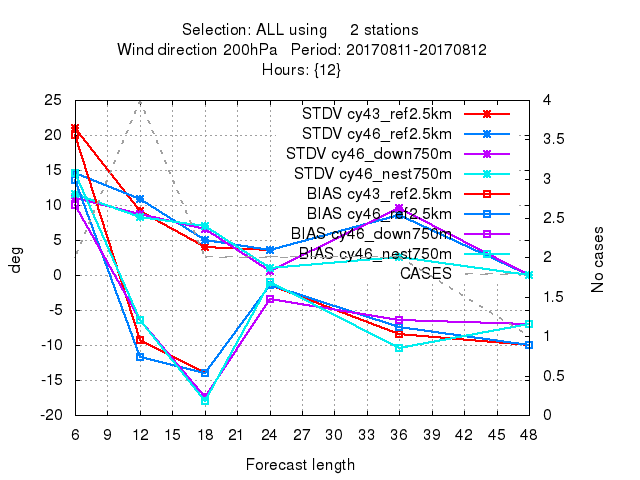 Selection: ALL using 2 stations
Wind direction 200hPa Period: 20170811-20170812
Hours: {12}
25 4
20 3.5
15 3
10 2.5
5 2
0 1.5
-5 1
-10 0.5
-15 0
-20
deg
No cases
STDV cy43_ref2.5km
STDV cy46_ref2.5km
STDV cy46_down750m
STDV cy46_nest750m
BIAS cy43_ref2.5km
BIAS cy46_ref2.5km
BIAS cy46_down750m
BIAS cy46_nest750m
CASES
6 9 12 15 18 21 24 27 30 33 36 39 42 45 48
Forecast length